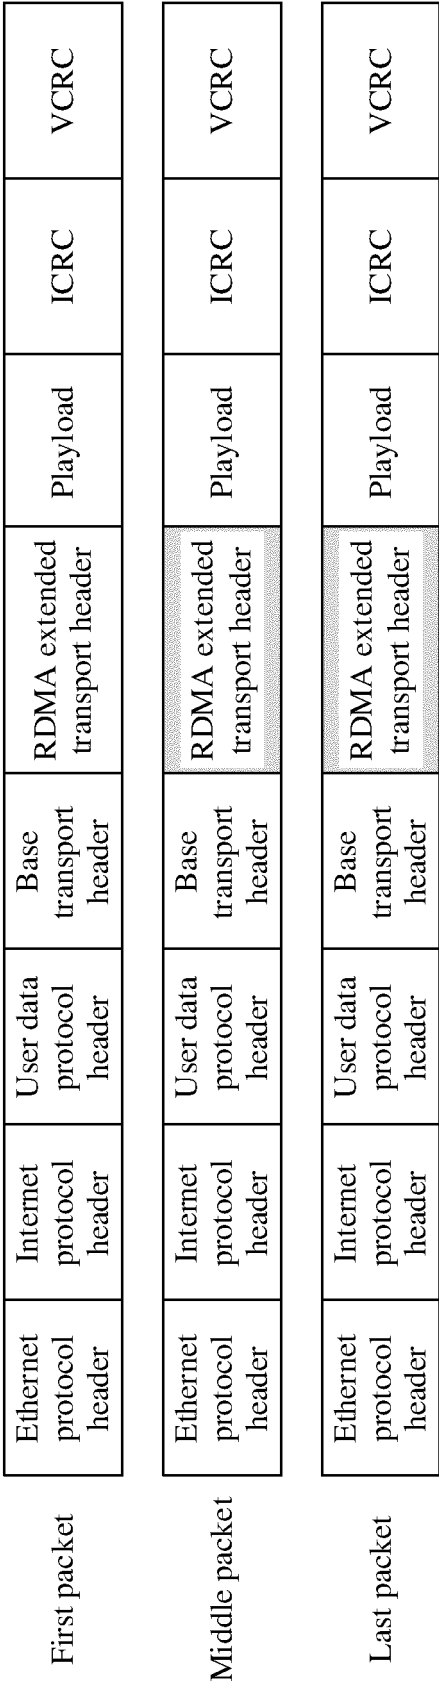 First packet
Ethernet
protocol
header
Internet
protocol
header
User data
protocol
header
Base
transport
header
RDMA extended
transport header
Playload
ICRC
VCRC
Middle packet
Ethernet
protocol
header
Internet
protocol
header
User data
protocol
header
Base
transport
header
RDMA extended
transport header
Playload
ICRC
VCRC
Last packet
Ethernet
protocol
header
Internet
protocol
header
User data
protocol
header
Base
transport
header
RDMA extended
transport header
Playload
ICRC
VCRC